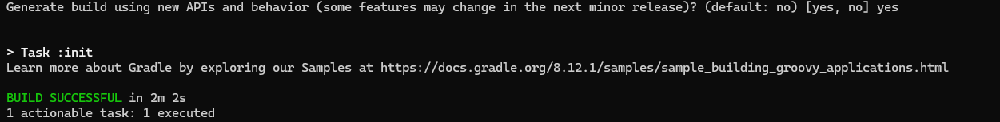 Generate build using new APIs and behavior (some features may change in the next minor release)? (default: no) [yes, no] yes
> Task :init
Learn more about Gradle by exploring our Samples at https://docs.gradle.org/8.12.1/samples/sample_building_groovy_applications.html
BUILD SUCCESSFUL in 2m 2s
1 actionable task: 1 executed